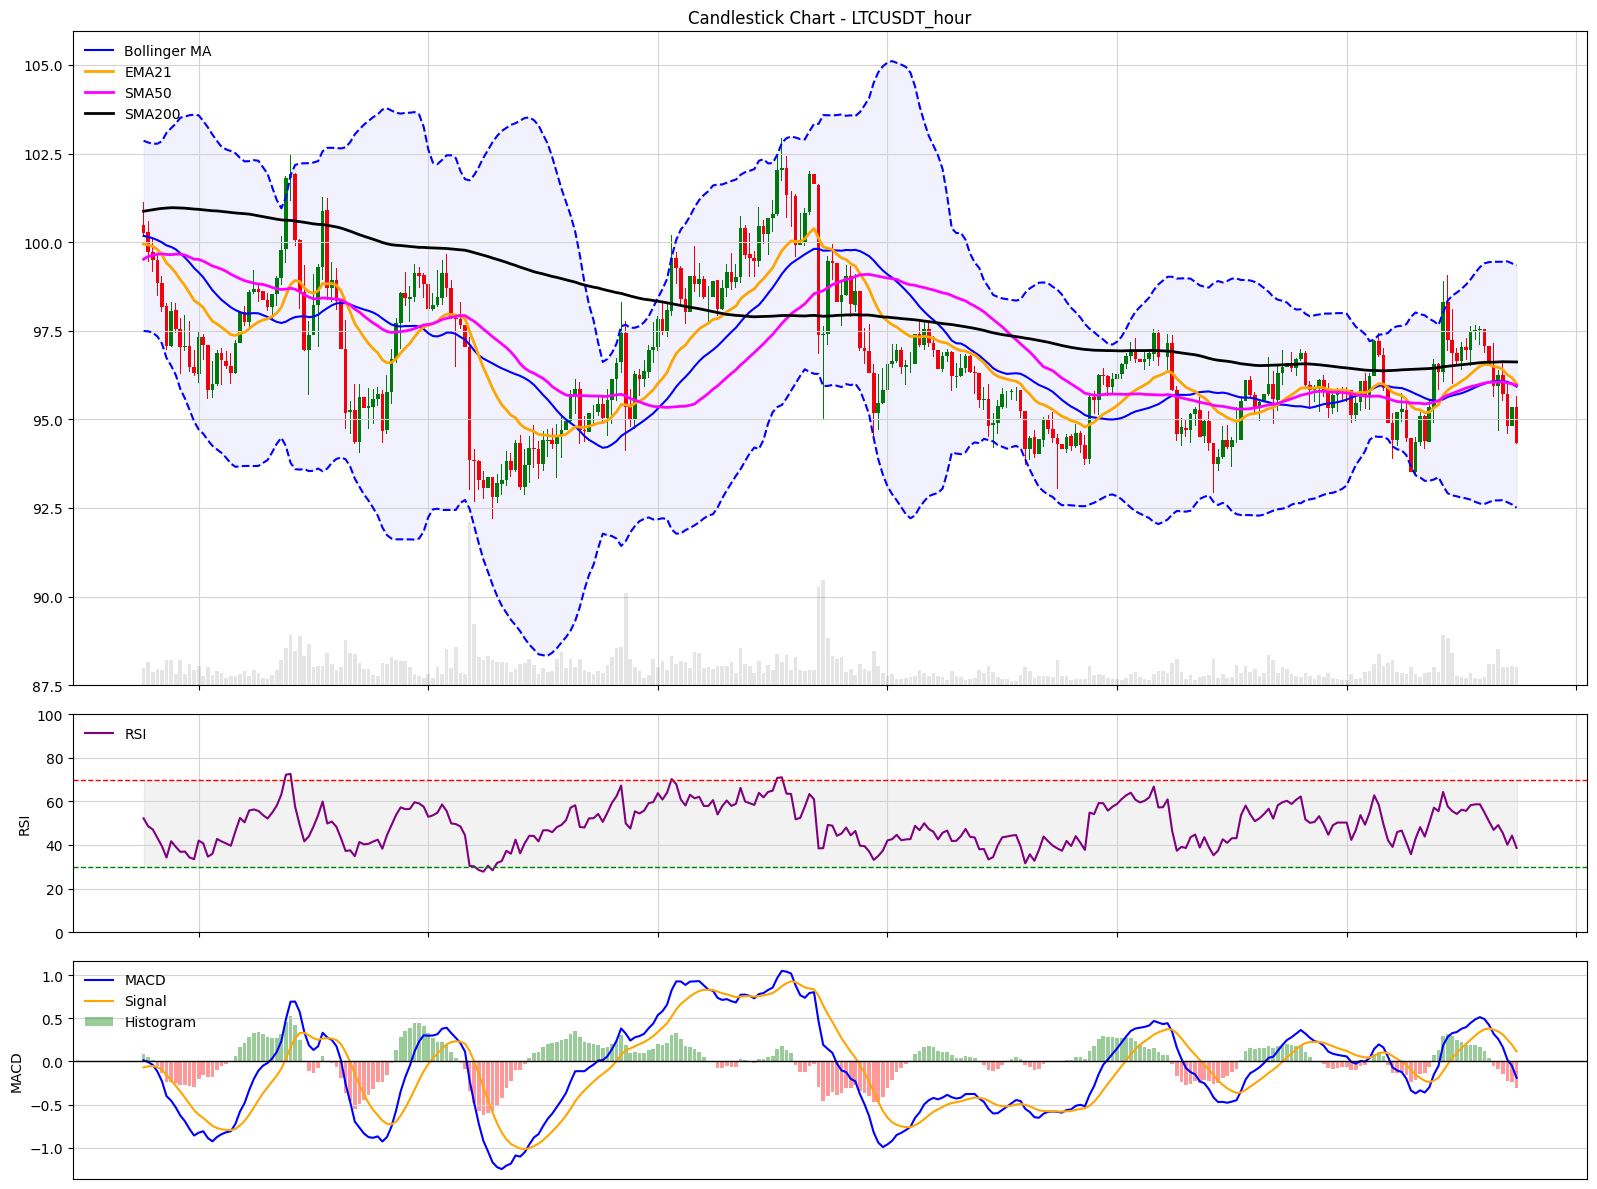 Candlestick Chart - LTCUSDT_hour
Bollinger MA
EMA21
SMA50
SMA200
105.0
102.5
100.0
97.5
95.0
92.5
90.0
87.5
RSI
RSI
100
80
60
40
20
0
MACD
Signal
Histogram
MACD
1.0
0.5
0.0
−0.5
−1.0